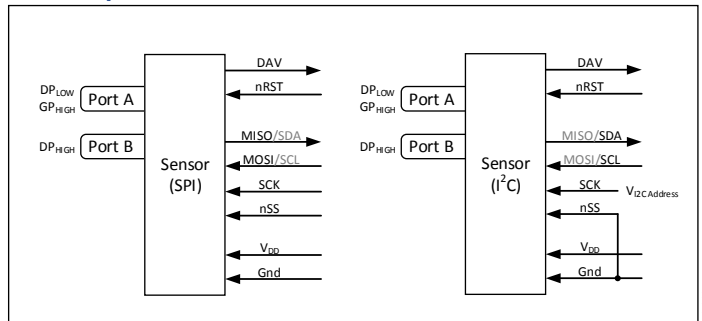 DAV
nRST
DPLOW
GPHIGH
Port A
DPHIGH
Port B
MISO/SDA
MOSI/SCL
Sensor
(SPI)
SCK
nSS
VDD
Gnd
DAV
nRST
DPLOW
GPHIGH
Port A
DPHIGH
Port B
MISO/SDA
MOSI/SCL
Sensor
(I²C)
SCK
VI2C Address
nSS
VDD
Gnd